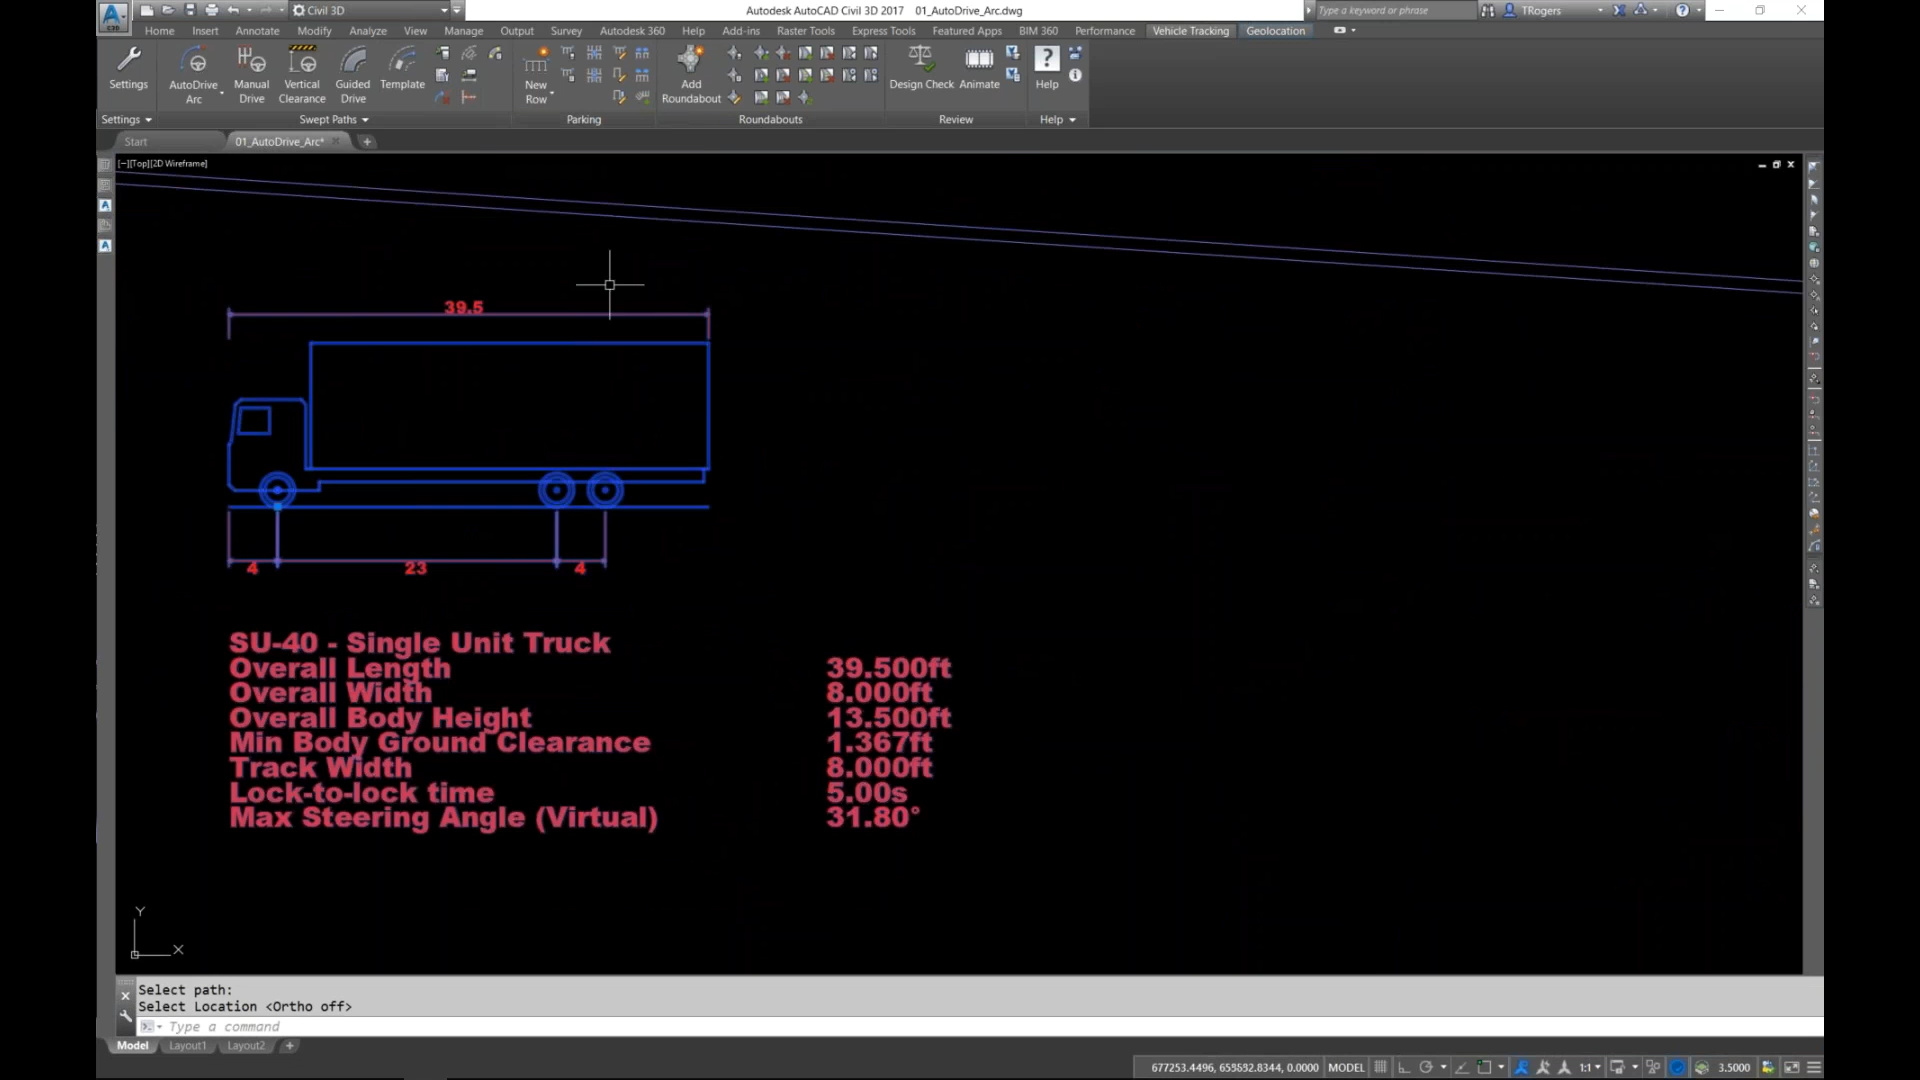 Civil 3D
Autodesk AutoCAD Civil 3D 2017 01_AutoDrive_Arc.dwg
Type a keyword or phrase
TRogers
Home Insert Annotate Modify Analyze View Manage Output Survey Autodesk 360 Help Add-ins Raster Tools Express Tools Featured Apps BIM 360 Performance Vehicle Tracking Geolocation
Settings
AutoDrive Arc
Manual Drive
Vertical Clearance
Guided Drive
Template
New Row
Add Roundabout
Design Check
Animate
Help
Settings Swept Paths Parking Roundabouts Review Help
Start 01_AutoDrive_Arc*
[−][Top][2D Wireframe]
39.5
4 23 4
SU-40 - Single Unit Truck
Overall Length 39.500ft
Overall Width 8.000ft
Overall Body Height 13.500ft
Min Body Ground Clearance 1.367ft
Track Width 8.000ft
Lock-to-lock time 5.00s
Max Steering Angle (Virtual) 31.80°
Y
X
Select path:
Select Location <Ortho off>
Type a command
Model Layout1 Layout2
MODEL 1:1 3.5000